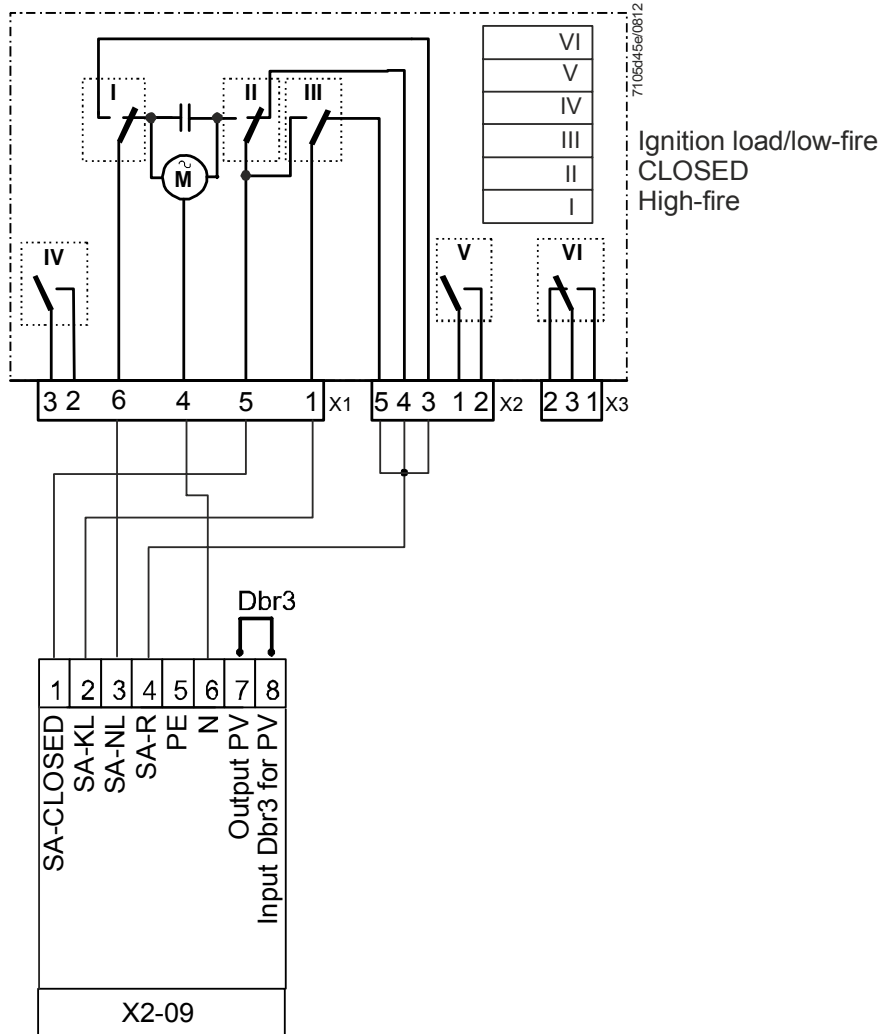 7105d45e/0812
VI
V
IV
III Ignition load/low-fire
II CLOSED
I High-fire
I II III
M
~
IV V VI
3 2 6 4 5 1 X1 5 4 3 1 2 X2 2 3 1 X3
Dbr3
1 2 3 4 5 6 7 8
SA-CLOSED
SA-KL
SA-NL
SA-R
PE
N
Output PV
Input Dbr3 for PV
X2-09